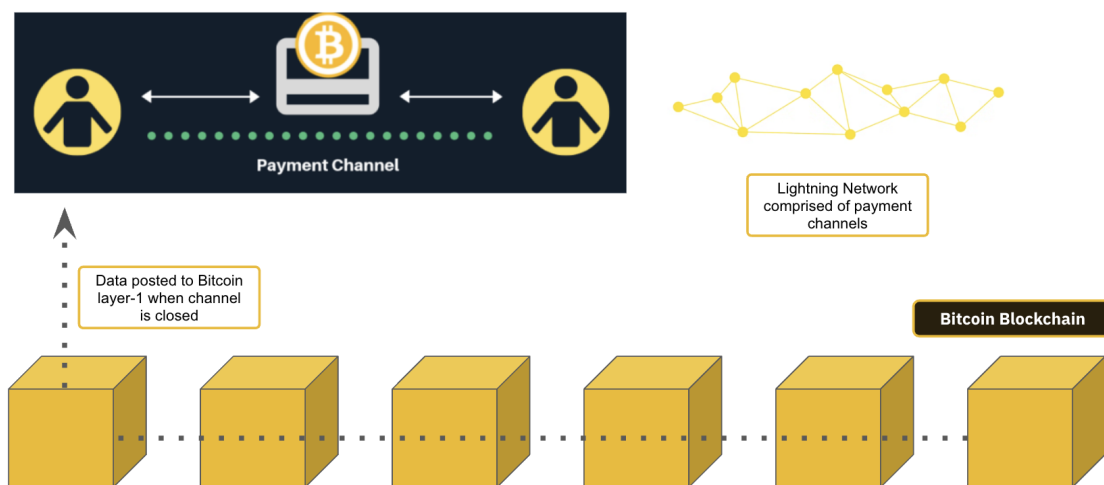 ₿
Payment Channel
Lightning Network
comprised of payment
channels
Data posted to Bitcoin
layer-1 when channel
is closed
Bitcoin Blockchain